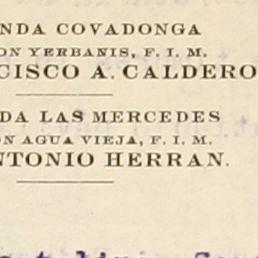 NDA COVADONGA
ON YERBANIS, F. I. M.
CISCO A. CALDERO
DA LAS MERCEDES
ON AGUA VIEJA, F. I. M.
NTONIO HERRAN.